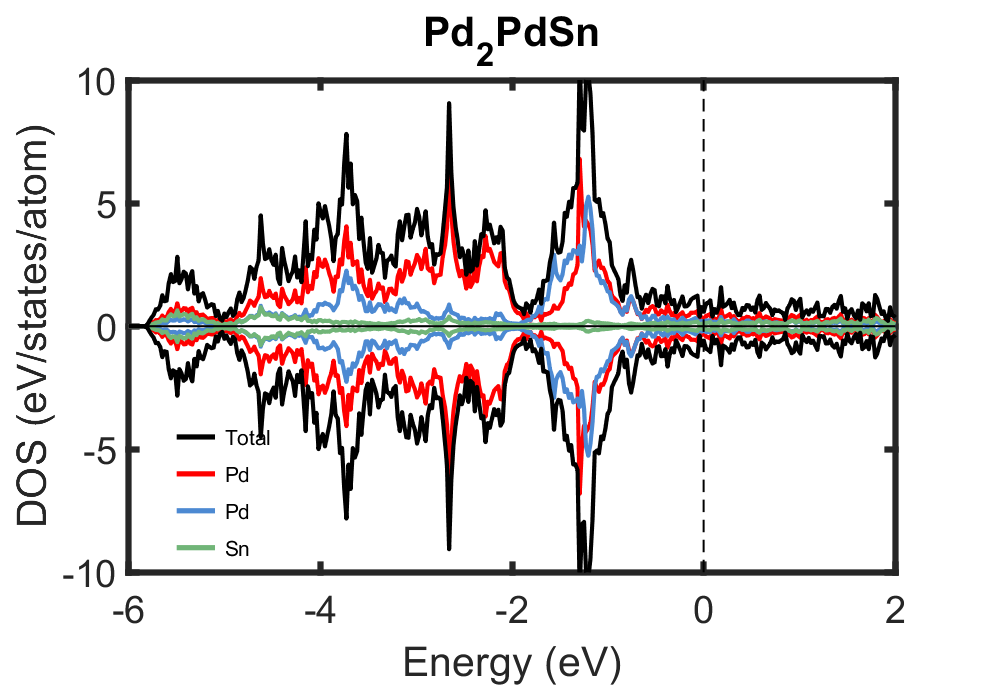 Pd2PdSn
DOS (eV/states/atom)
10
5
0
-5
-10
Total
Pd
Pd
Sn
-6 -4 -2 0 2
Energy (eV)